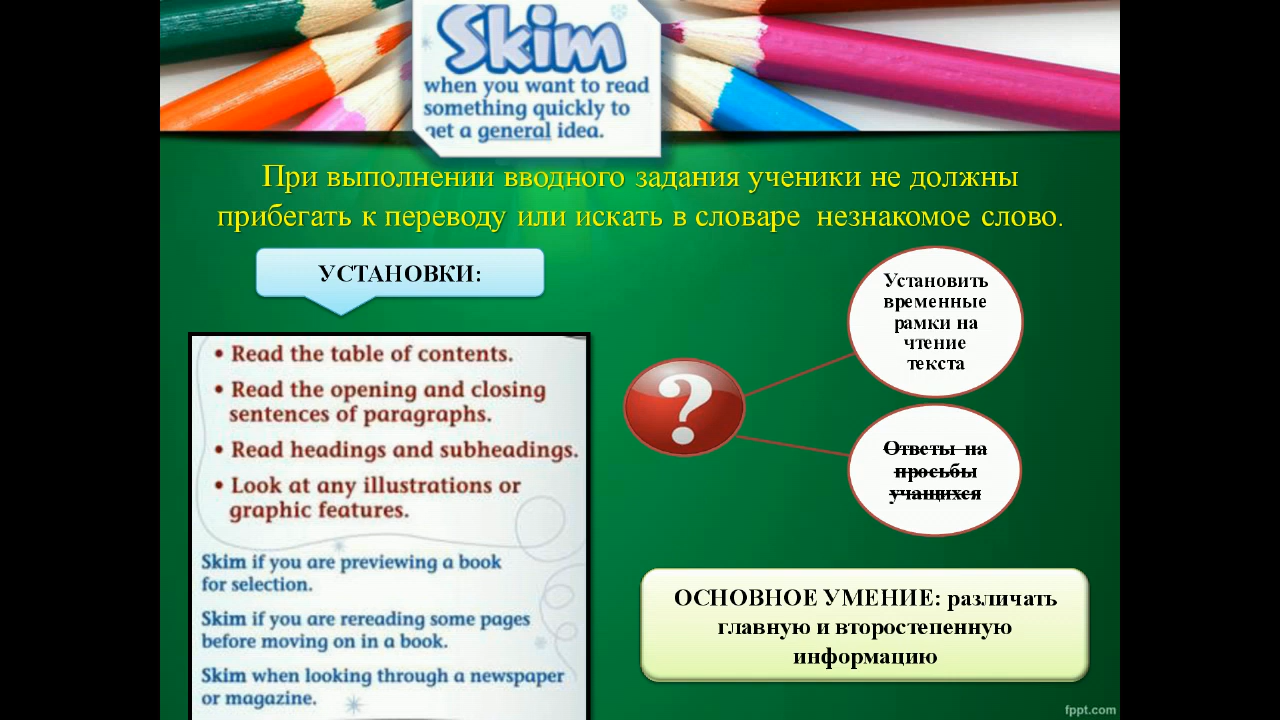 Skim
when you want to read
something quickly to
get a general idea.
При выполнении вводного задания ученики не должны
прибегать к переводу или искать в словаре незнакомое слово.
УСТАНОВКИ:
• Read the table of contents.
• Read the opening and closing
sentences of paragraphs.
• Read headings and subheadings.
• Look at any illustrations or
graphic features.
Skim if you are previewing a book
for selection.
Skim if you are rereading some pages
before moving on in a book.
Skim when looking through a newspaper
or magazine.
?
Установить
временные
рамки на
чтение
текста
Ответы на
просьбы
учащихся
ОСНОВНОЕ УМЕНИЕ: различать
главную и второстепенную
информацию
fppt.com